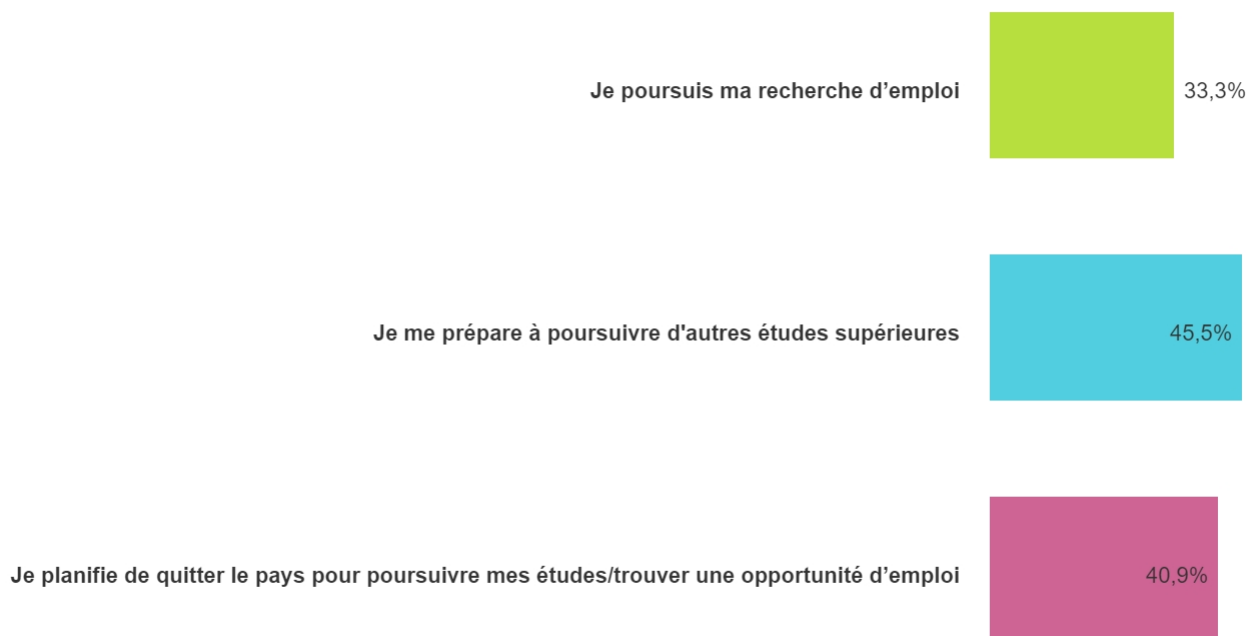 Je poursuis ma recherche d’emploi 33,3%
Je me prépare à poursuivre d'autres études supérieures 45,5%
Je planifie de quitter le pays pour poursuivre mes études/trouver une opportunité d’emploi 40,9%